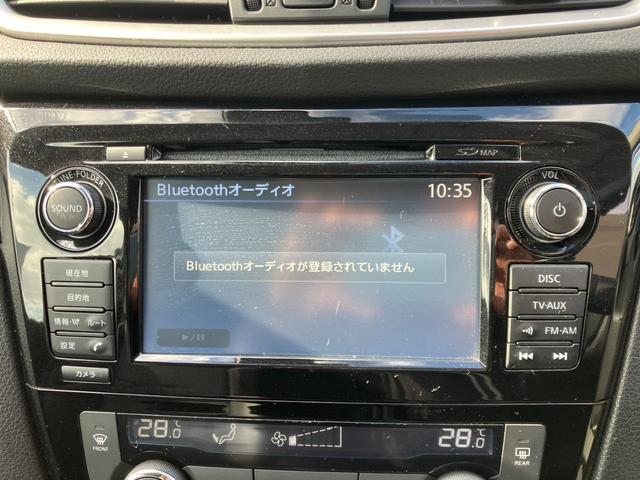 SD MAP
TUNE·FOLDER
SOUND
VOL
Bluetoothオーディオ
10:35
Bluetoothオーディオが登録されていません
現在地
目的地
情報・
ルート
設定
カメラ
DISC
TV·AUX
FM·AM
28.0
28.0
FRONT
REAR